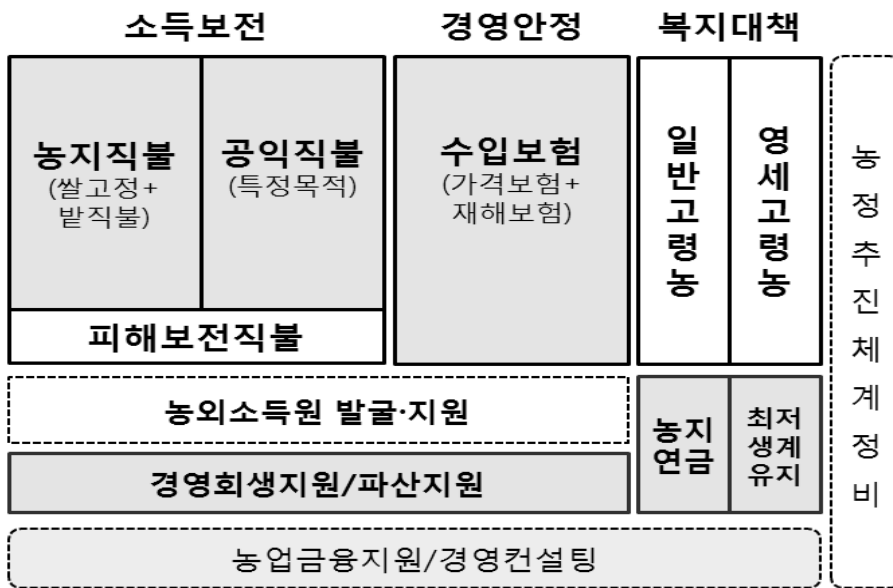 소득보전
경영안정
복지대책
농지직불
(쌀고정+
밭직불)
공익직불
(특정목적)
수입보험
(가격보험+
재해보험)
일반고령농
영세고령농
피해보전직불
농외소득원 발굴·지원
경영회생지원/파산지원
농지
연금
최저
생계
유지
농업금융지원/경영컨설팅
농정추진체계정비